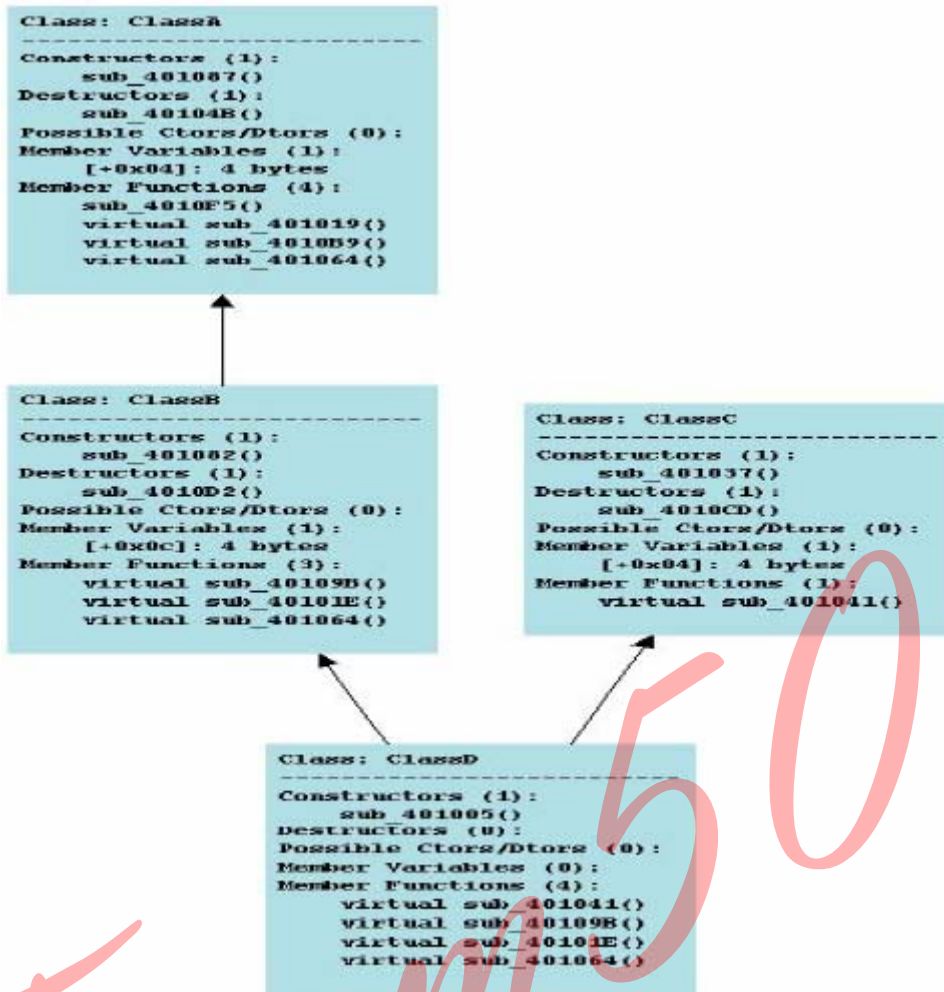 Class: ClassA
----------------------------
Constructors (1):
sub_401087()
Destructors (1):
sub_40104B()
Possible Ctors/Dtors (0):
Member Variables (1):
[+0x04]: 4 bytes
Member Functions (4):
sub_4010F5()
virtual sub_401019()
virtual sub_4010B9()
virtual sub_401064()
Class: ClassB
----------------------------
Constructors (1):
sub_401082()
Destructors (1):
sub_4010D2()
Possible Ctors/Dtors (0):
Member Variables (1):
[+0x0c]: 4 bytes
Member Functions (3):
virtual sub_40109B()
virtual sub_40101E()
virtual sub_401064()
Class: ClassC
----------------------------
Constructors (1):
sub_401037()
Destructors (1):
sub_4010CD()
Possible Ctors/Dtors (0):
Member Variables (1):
[+0x04]: 4 bytes
Member Functions (1):
virtual sub_401041()
Class: ClassD
----------------------------
Constructors (1):
sub_401005()
Destructors (0):
Possible Ctors/Dtors (0):
Member Variables (0):
Member Functions (4):
virtual sub_401041()
virtual sub_40109B()
virtual sub_40101E()
virtual sub_401064()